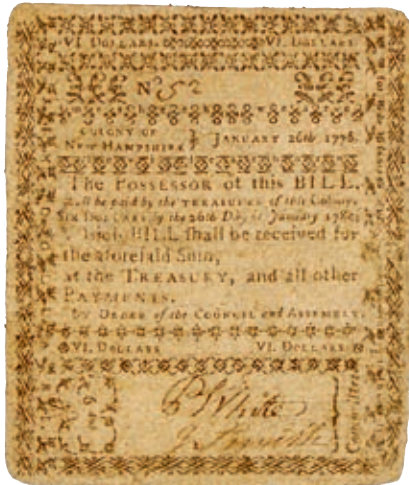 VI. DOLLARS. VI. DOLLARS
No 52
COLONY OF NEW HAMPSHIRE } JANUARY 26th 1776.
The POSSESSOR of this BILL,
shall be paid by the TREASURER of this Colony,
SIX DOLLARS by the 26th Day of January 178
This BILL shall be received for
the aforesaid Sum,
at the TREASURY, and all other
PAYMENTS.
By ORDER of the COUNCIL and ASSEMBLY.
VI. DOLLARS VI. DOLLARS
P White
Committee